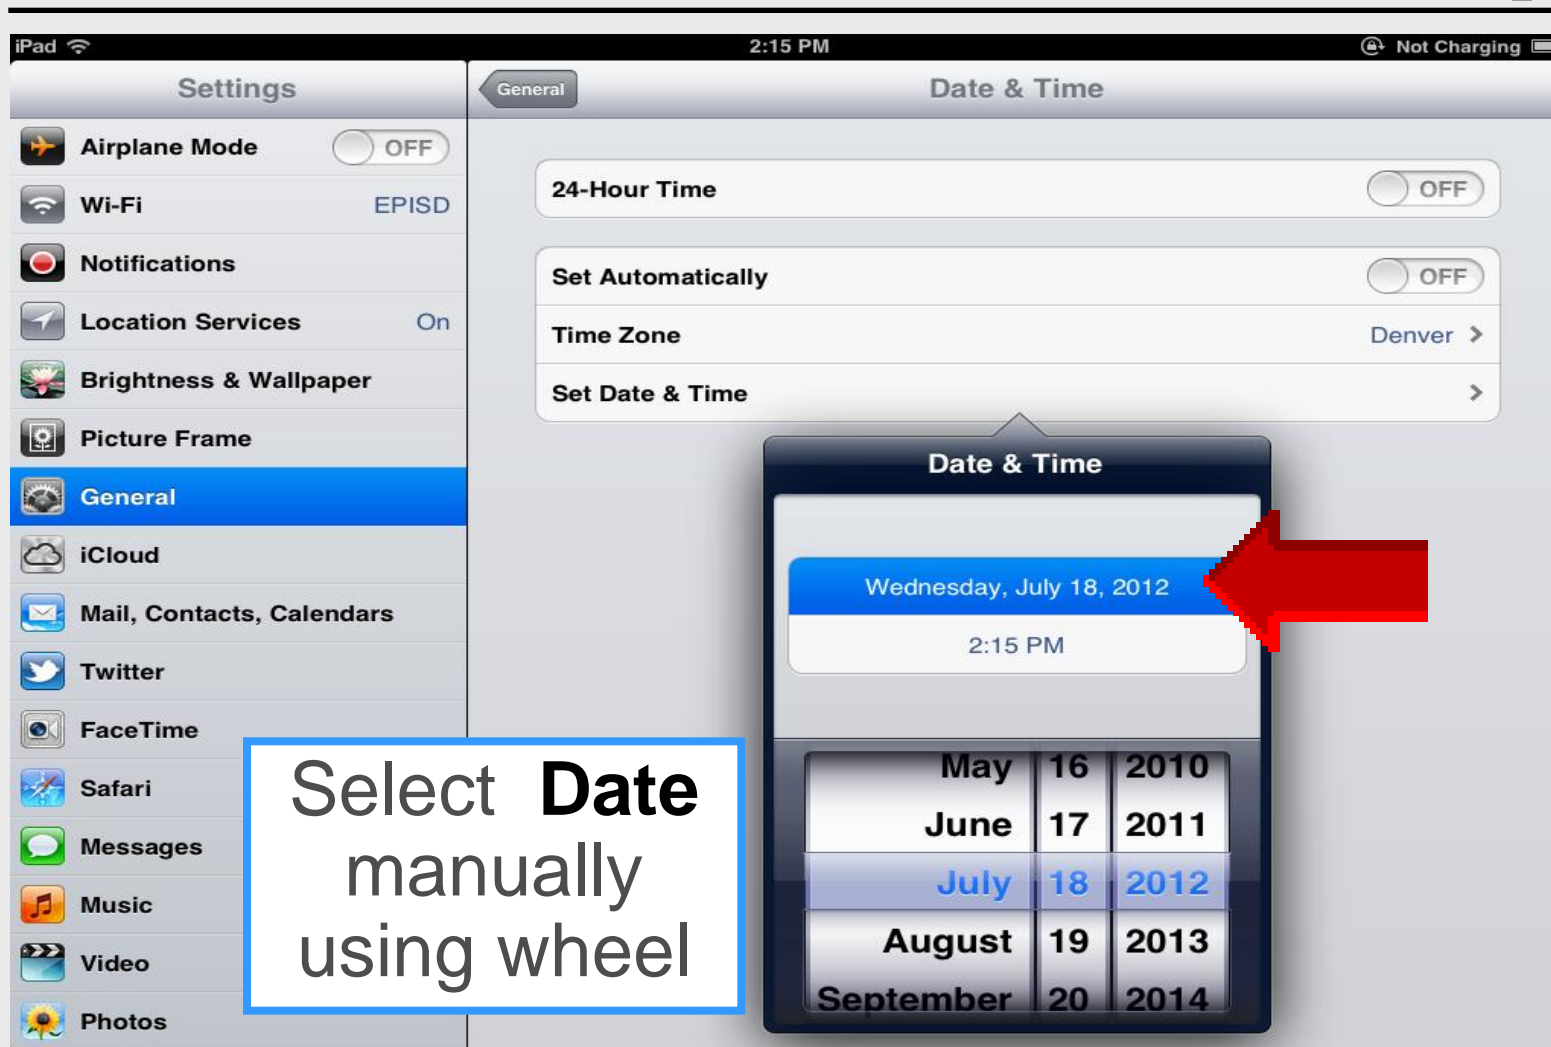 iPad 2:15 PM Not Charging
Settings
Airplane Mode OFF
Wi-Fi EPISD
Notifications
Location Services On
Brightness & Wallpaper
Picture Frame
General
iCloud
Mail, Contacts, Calendars
Twitter
FaceTime
Safari
Messages
Music
Video
Photos
General Date & Time
24-Hour Time OFF
Set Automatically OFF
Time Zone Denver
Set Date & Time
Date & Time
Wednesday, July 18, 2012
2:15 PM
May 16 2010
June 17 2011
July 18 2012
August 19 2013
September 20 2014
Select Date
manually
using wheel